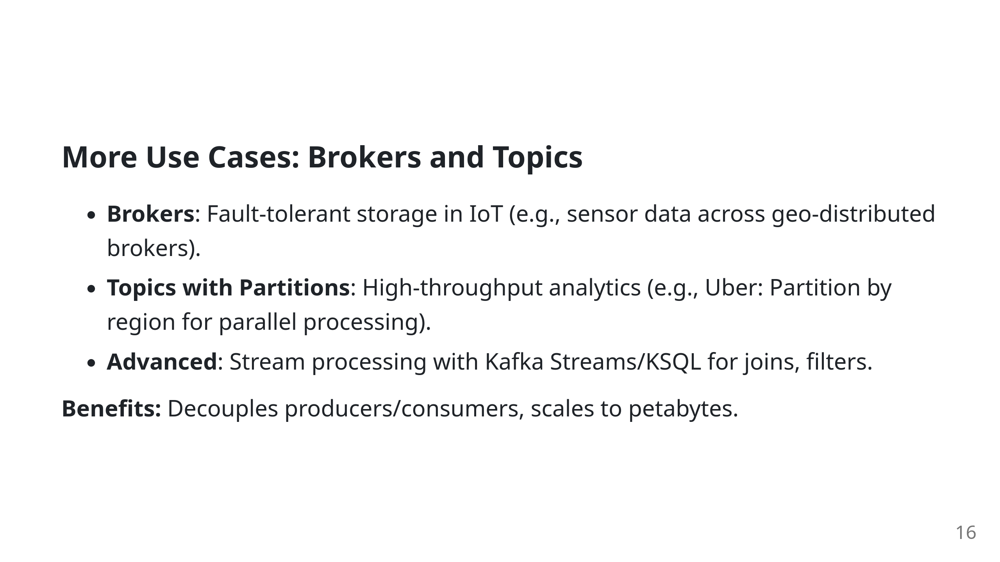 More Use Cases: Brokers and Topics
• Brokers: Fault-tolerant storage in IoT (e.g., sensor data across geo-distributed
brokers).
• Topics with Partitions: High-throughput analytics (e.g., Uber: Partition by
region for parallel processing).
• Advanced: Stream processing with Kafka Streams/KSQL for joins, filters.
Benefits: Decouples producers/consumers, scales to petabytes.
16